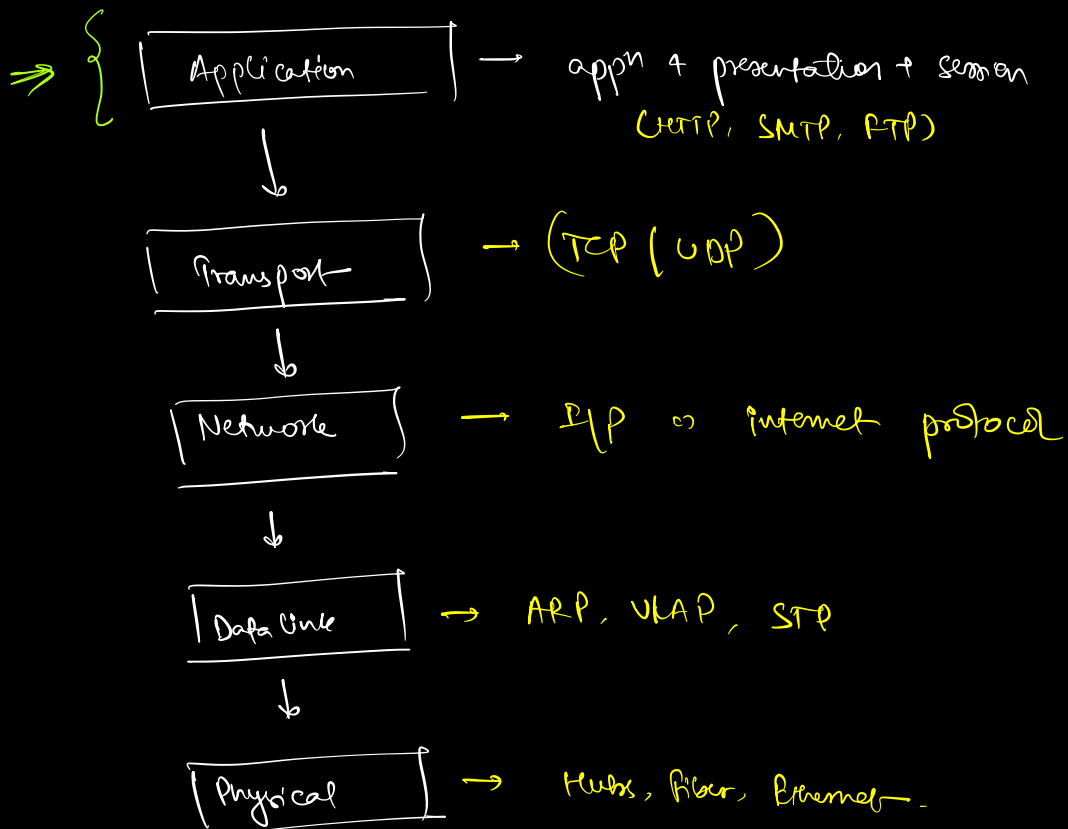 Application → appn + presentation + session
(HTTP, SMTP, FTP)
Transport → (TCP / UDP)
Network → I/P or internet protocol
Data link → ARP, VLAP, STP
Physical → Hubs, Fiber, Ethernet.